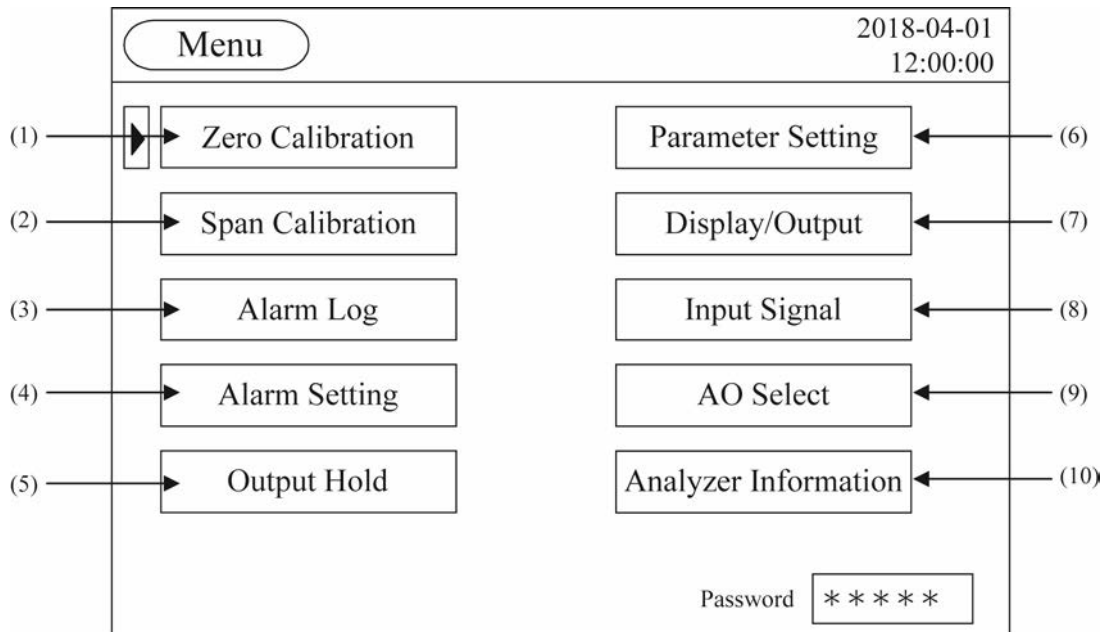 Menu
2018-04-01
12:00:00
(1)
Zero Calibration
Parameter Setting
(6)
(2)
Span Calibration
Display/Output
(7)
(3)
Alarm Log
Input Signal
(8)
(4)
Alarm Setting
AO Select
(9)
(5)
Output Hold
Analyzer Information
(10)
Password
*****